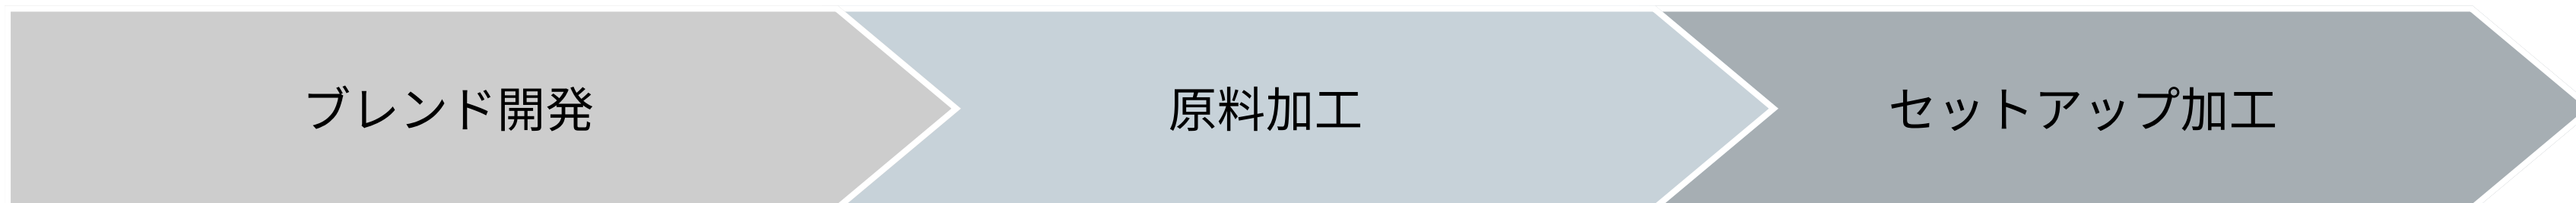 ブレンド開発
原料加工
セットアップ加工